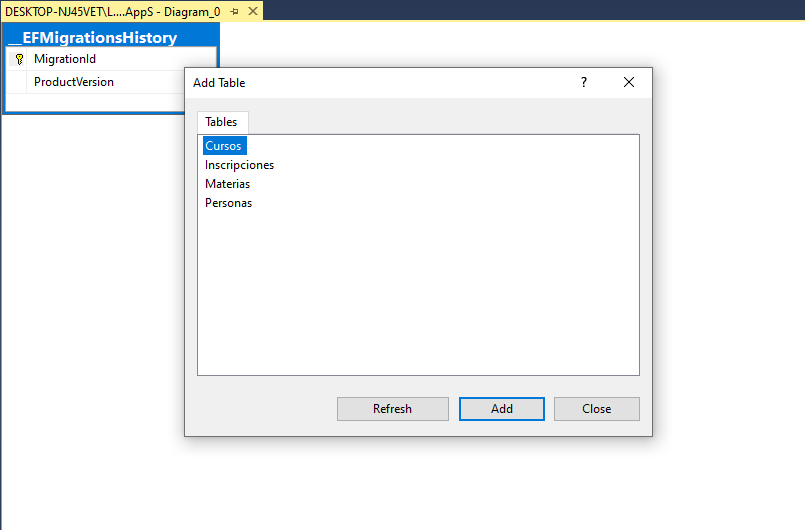 DESKTOP-NJ45VET\L....AppS - Diagram_0
__EFMigrationsHistory
MigrationId
ProductVersion
Add Table
?
Tables
Cursos
Inscripciones
Materias
Personas
Refresh
Add
Close